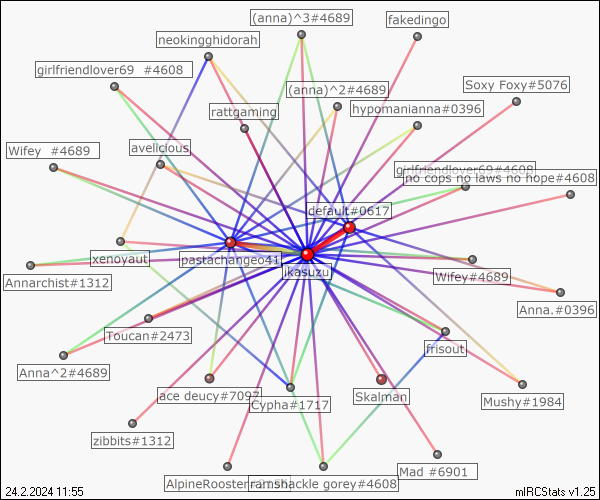 (anna)^3#4689
fakedingo
neokingghidorah
girlfriendlover69 #4608
Soxy Foxy#5076
(anna)^2#4689
rattgaming
hypomanianna#0396
avelicious
Wifey #4689
girlfriendlover69#4608
no cops no laws no hope#4608
default#0617
xenoyaut
pastachangeo41
jkasuzu
Annarchist#1312
Wifey#4689
Anna.#0396
Toucan#2473
frisout
Anna^2#4689
ace deucy#7097
Cypha#1717
Skalman
Mushy#1984
zibbits#1312
Mad #6901
AlpineRooster
ramshackle gorey#4608
24.2.2024 11:55
mIRCStats v1.25